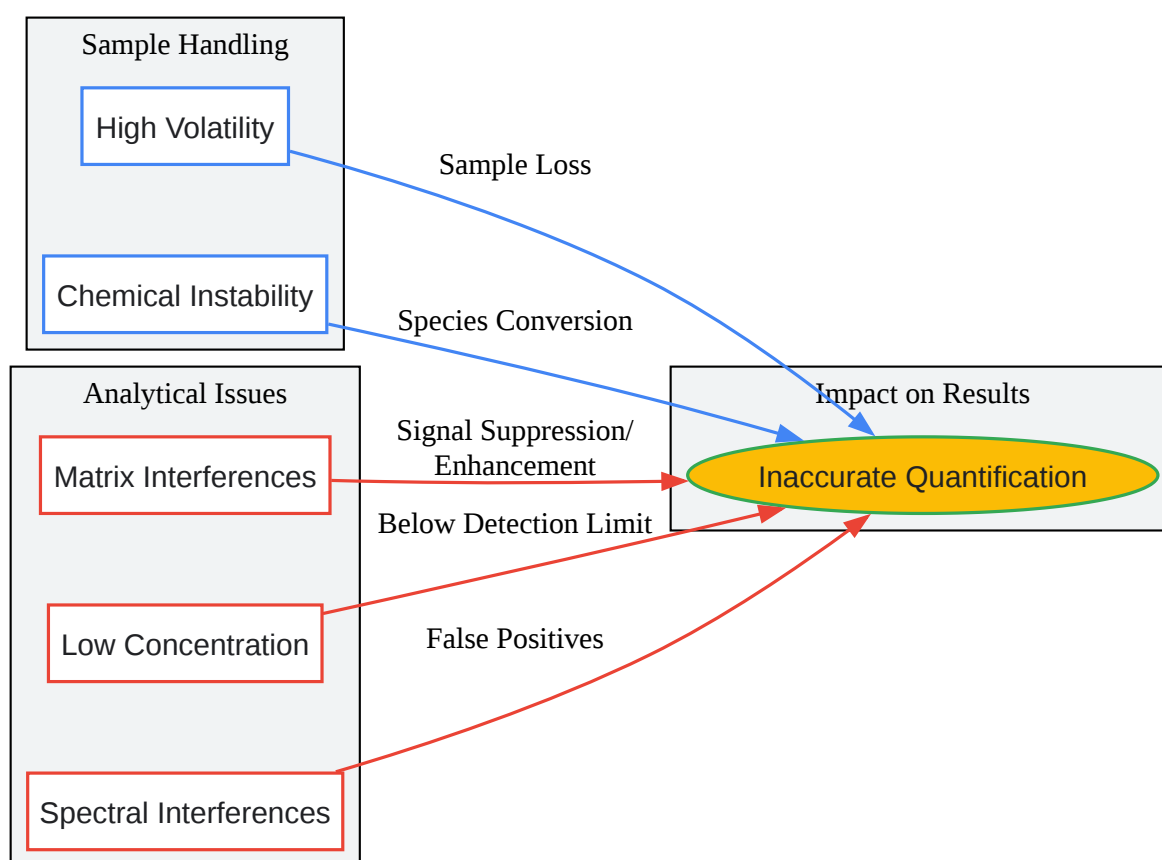 Sample Handling
High Volatility
Sample Loss
Chemical Instability
Species Conversion
Analytical Issues
Impact on Results
Matrix Interferences
Signal Suppression/
Enhancement
Inaccurate Quantification
Below Detection Limit
Low Concentration
False Positives
Spectral Interferences